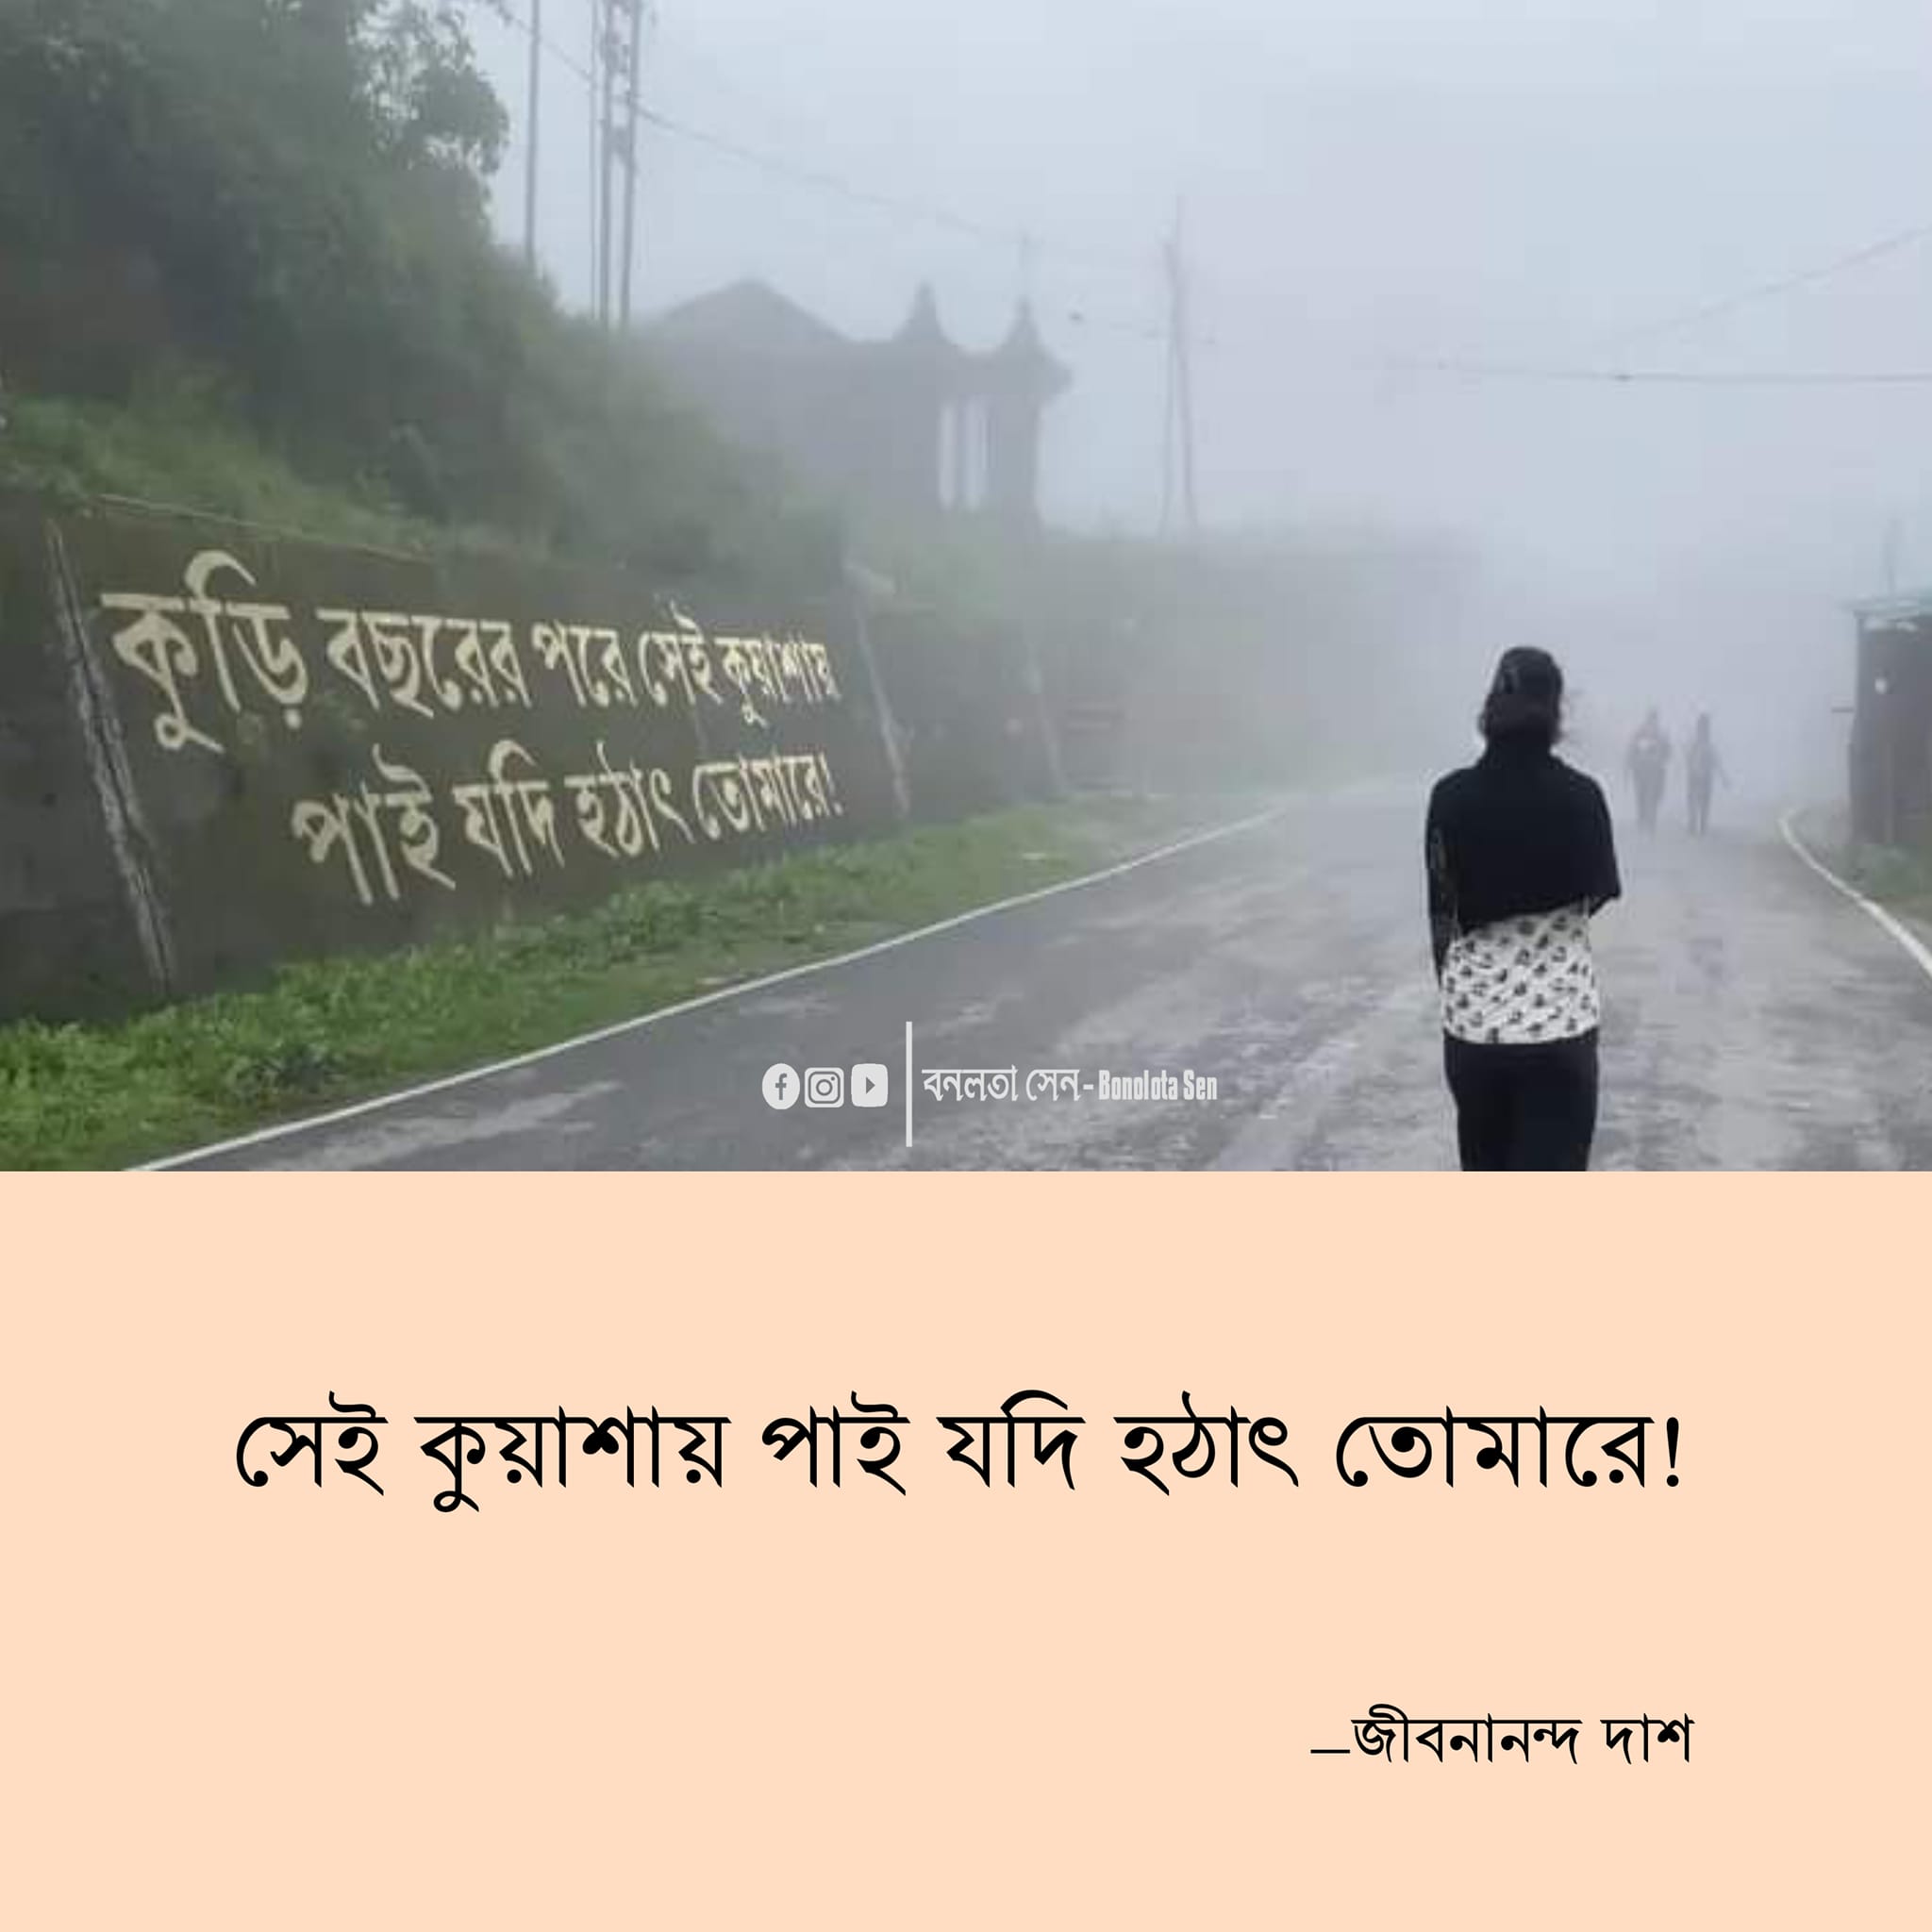 কুড়ি বছরের পরে সেই কুয়াশায়
পাই যদি হঠাৎ তোমারে!
বনলতা সেন - Bonolota Sen
সেই কুয়াশায় পাই যদি হঠাৎ তোমারে!
—জীবনানন্দ দাশ